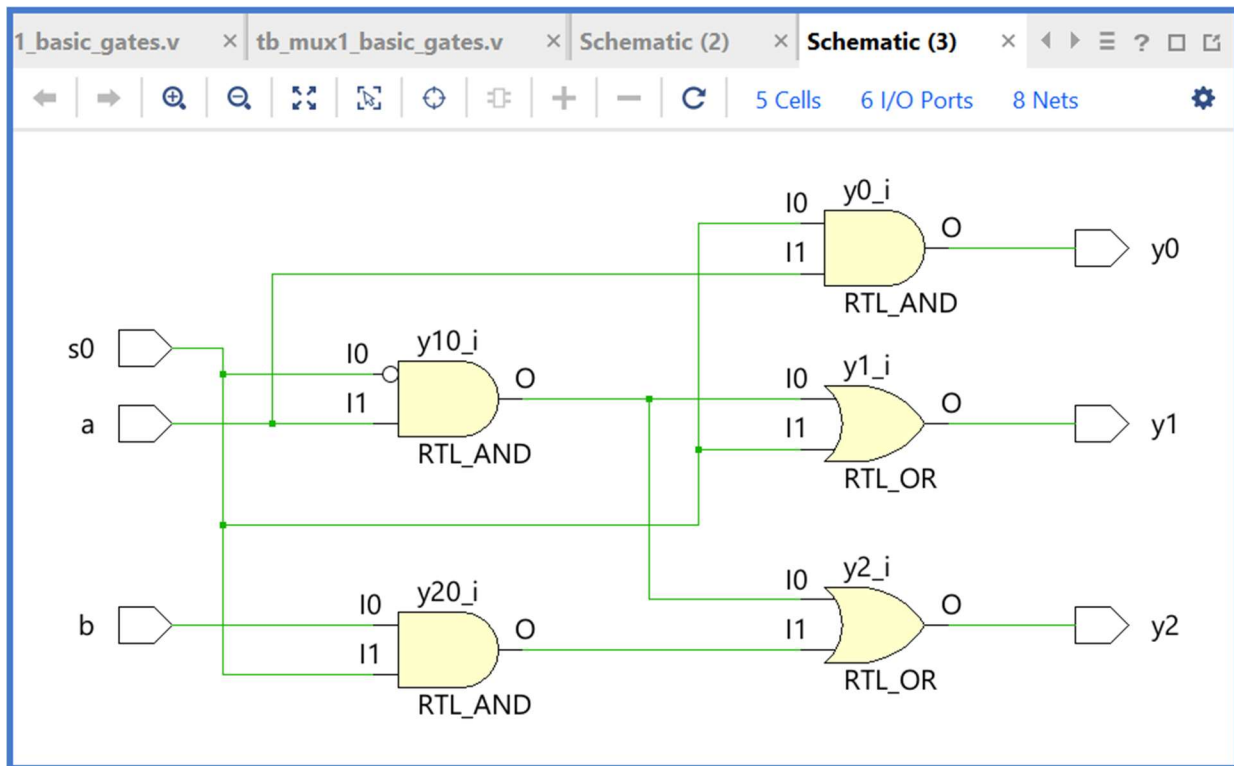 1_basic_gates.v × tb_mux1_basic_gates.v × Schematic (2) × Schematic (3) × ?
5 Cells 6 I/O Ports 8 Nets
y0_i
I0
O
I1
y0
RTL_AND
s0
y10_i
I0
O
I1
a
RTL_AND
y1_i
I0
O
I1
y1
RTL_OR
y20_i
I0
b
O
I1
RTL_AND
y2_i
I0
O
I1
y2
RTL_OR